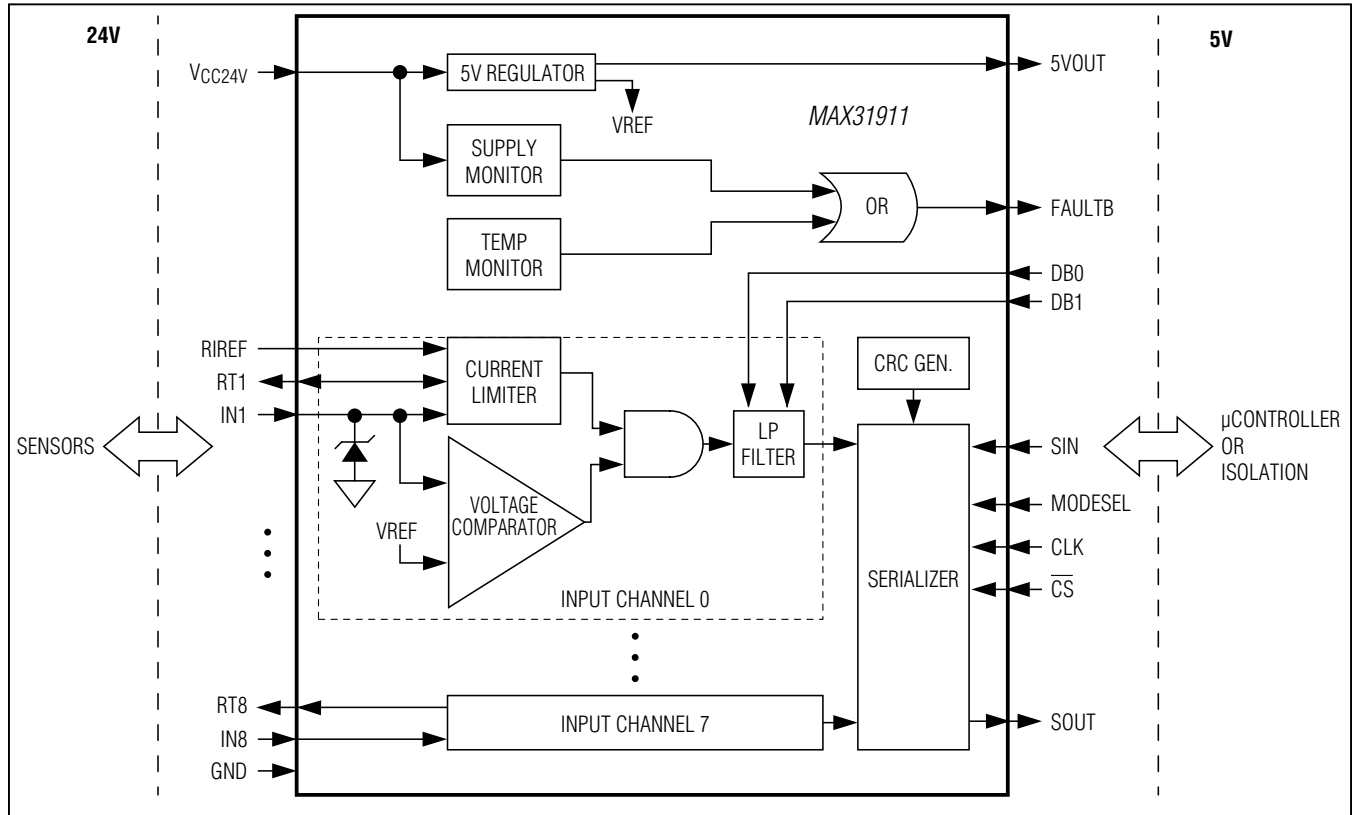 24V
5V
VCC24V
5V REGULATOR
5VOUT
VREF
MAX31911
SUPPLY
MONITOR
OR
FAULTB
TEMP
MONITOR
DB0
DB1
RIREF
RT1
IN1
CURRENT
LIMITER
CRC GEN.
LP
FILTER
SENSORS
VOLTAGE
COMPARATOR
VREF
INPUT CHANNEL 0
SERIALIZER
SIN
MODESEL
CLK
CS
µCONTROLLER
OR
ISOLATION
RT8
IN8
GND
INPUT CHANNEL 7
SOUT